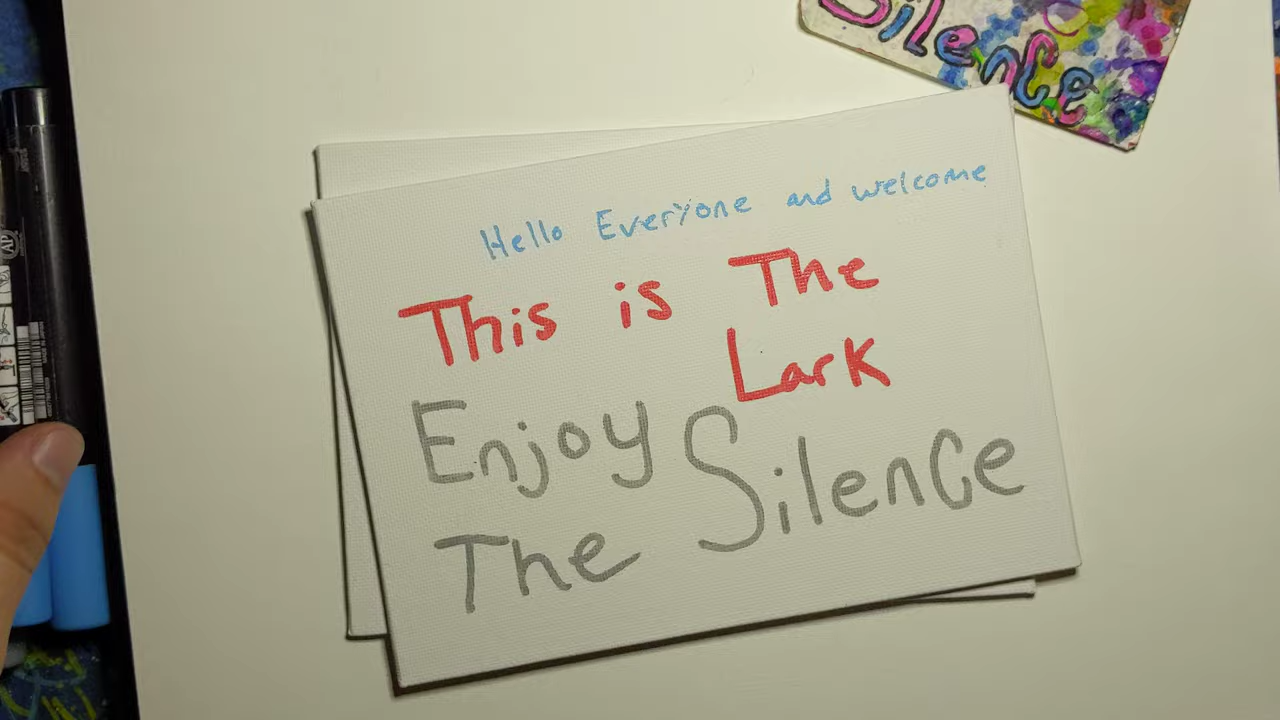 Silence
Hello Everyone and welcome
This is The
Lark
Enjoy Silence
The